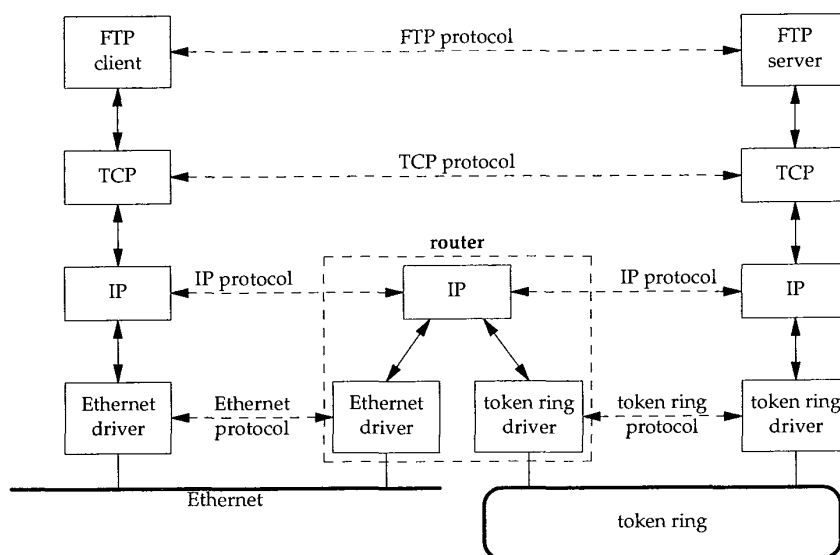 FTP
client
FTP protocol
FTP
server
TCP
TCP protocol
TCP
router
IP
IP protocol
IP
IP protocol
IP
Ethernet
driver
Ethernet
protocol
Ethernet
driver
token ring
driver
token ring
protocol
token ring
driver
Ethernet
token ring